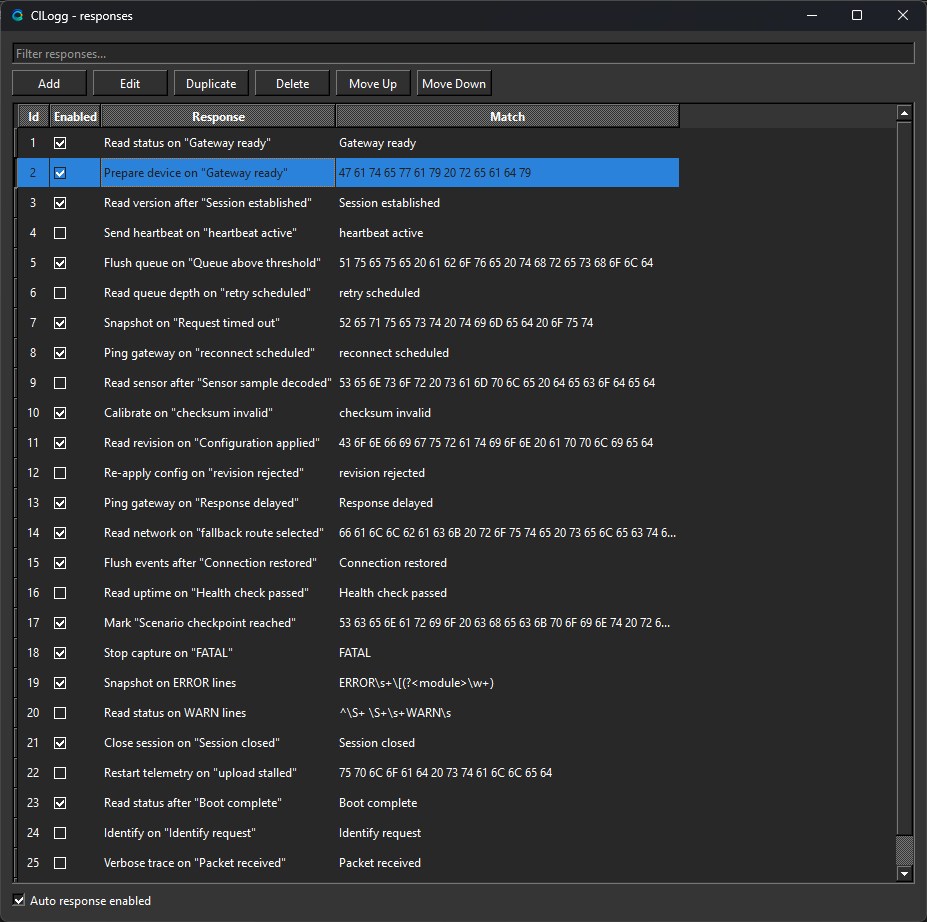 CILogg - responses
Filter responses...
Add Edit Duplicate Delete Move Up Move Down
Id Enabled Response Match
1 Read status on "Gateway ready" Gateway ready
2 Prepare device on "Gateway ready" 47 61 74 65 77 61 79 20 72 65 61 64 79
3 Read version after "Session established" Session established
4 Send heartbeat on "heartbeat active" heartbeat active
5 Flush queue on "Queue above threshold" 51 75 65 75 65 20 61 62 6F 76 65 20 74 68 72 65 73 68 6F 6C 64
6 Read queue depth on "retry scheduled" retry scheduled
7 Snapshot on "Request timed out" 52 65 71 75 65 73 74 20 74 69 6D 65 64 20 6F 75 74
8 Ping gateway on "reconnect scheduled" reconnect scheduled
9 Read sensor after "Sensor sample decoded" 53 65 6E 73 6F 72 20 73 61 6D 70 6C 65 20 64 65 63 6F 64 65 64
10 Calibrate on "checksum invalid" checksum invalid
11 Read revision on "Configuration applied" 43 6F 6E 66 69 67 75 72 61 74 69 6F 6E 20 61 70 70 6C 69 65 64
12 Re-apply config on "revision rejected" revision rejected
13 Ping gateway on "Response delayed" Response delayed
14 Read network on "fallback route selected" 66 61 6C 6C 62 61 63 6B 20 72 6F 75 74 65 20 73 65 6C 65 63 74 6...
15 Flush events after "Connection restored" Connection restored
16 Read uptime on "Health check passed" Health check passed
17 Mark "Scenario checkpoint reached" 53 63 65 6E 61 72 69 6F 20 63 68 65 63 6B 70 6F 69 6E 74 20 72 6...
18 Stop capture on "FATAL" FATAL
19 Snapshot on ERROR lines ERROR\s+\[(?<module>\w+)
20 Read status on WARN lines ^\S+ \S+\s+WARN\s
21 Close session on "Session closed" Session closed
22 Restart telemetry on "upload stalled" 75 70 6C 6F 61 64 20 73 74 61 6C 6C 65 64
23 Read status after "Boot complete" Boot complete
24 Identify on "Identify request" Identify request
25 Verbose trace on "Packet received" Packet received
Auto response enabled